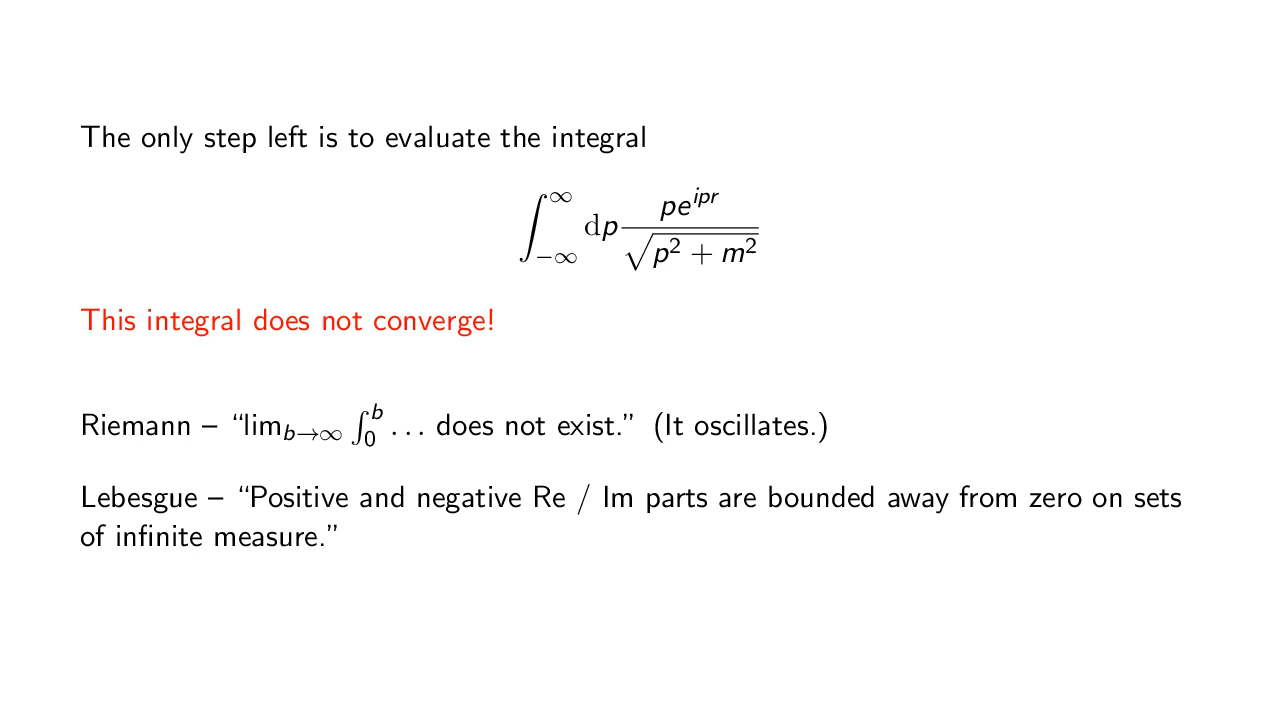 The only step left is to evaluate the integral
∫_{−∞}^{∞} dp pe^{ipr} / √(p² + m²)
This integral does not converge!
Riemann – “lim_{b→∞} ∫_0^b … does not exist.” (It oscillates.)
Lebesgue – “Positive and negative Re / Im parts are bounded away from zero on sets
of infinite measure.”